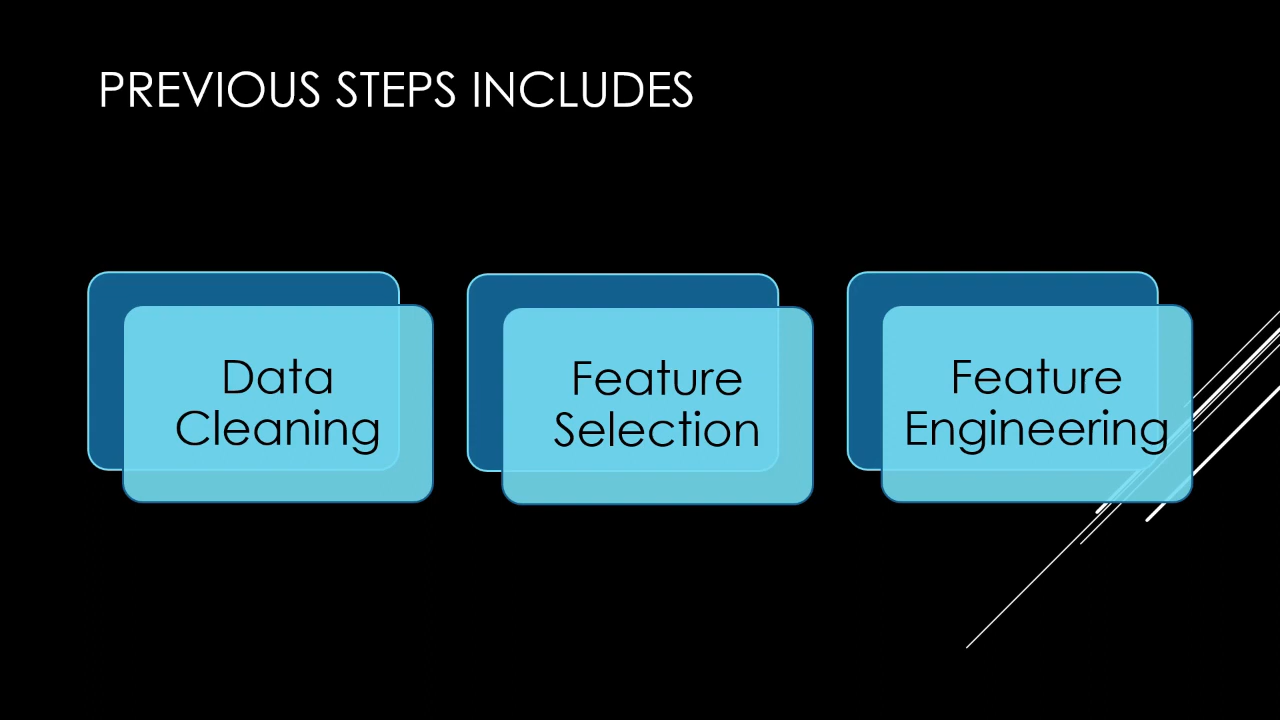 PREVIOUS STEPS INCLUDES
Data
Cleaning
Feature
Selection
Feature
Engineering